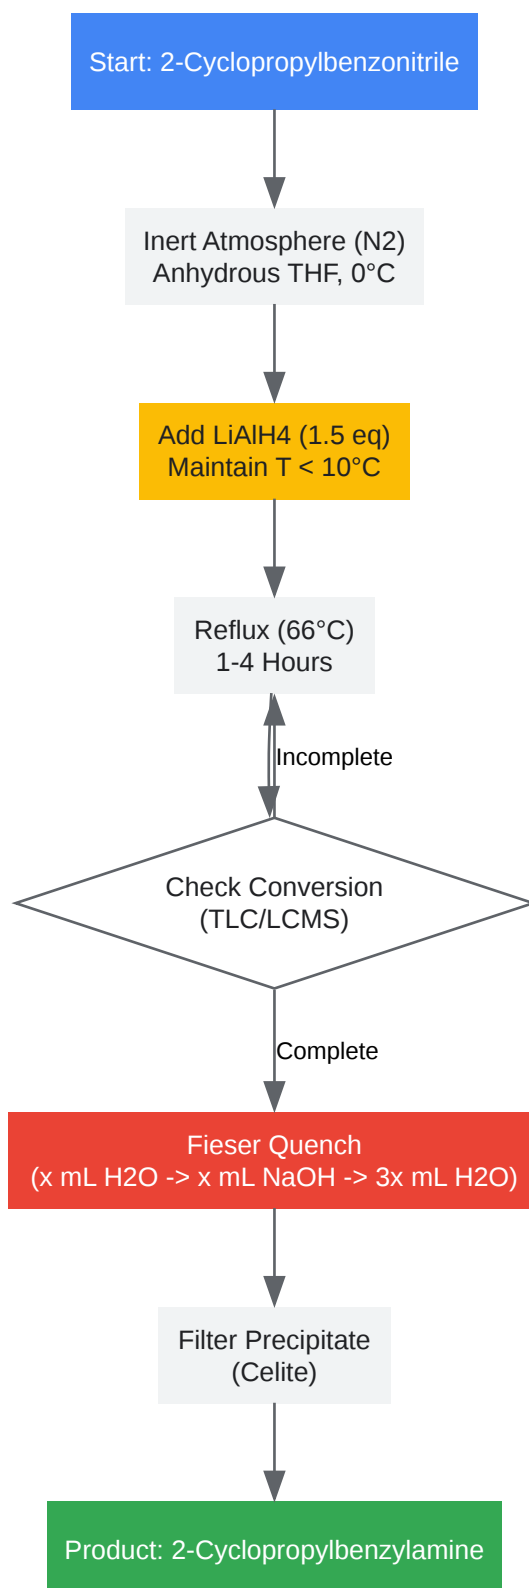 Start: 2-Cyclopropylbenzonitrile
Inert Atmosphere (N2)
Anhydrous THF, 0°C
Add LiAlH4 (1.5 eq)
Maintain T < 10°C
Reflux (66°C)
1-4 Hours
Incomplete
Check Conversion
(TLC/LCMS)
Complete
Fieser Quench
(x mL H2O -> x mL NaOH -> 3x mL H2O)
Filter Precipitate
(Celite)
Product: 2-Cyclopropylbenzylamine